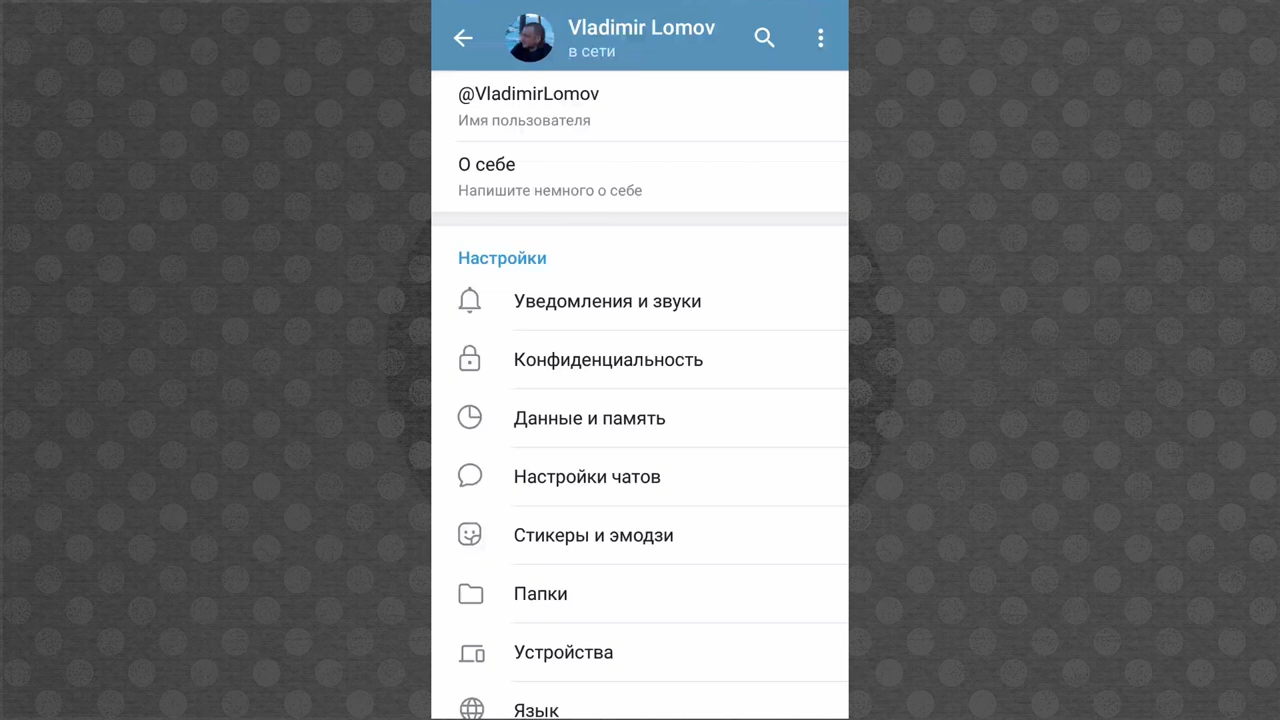 Vladimir Lomov
в сети
@VladimirLomov
Имя пользователя
О себе
Напишите немного о себе
Настройки
Уведомления и звуки
Конфиденциальность
Данные и память
Настройки чатов
Стикеры и эмодзи
Папки
Устройства
Язык